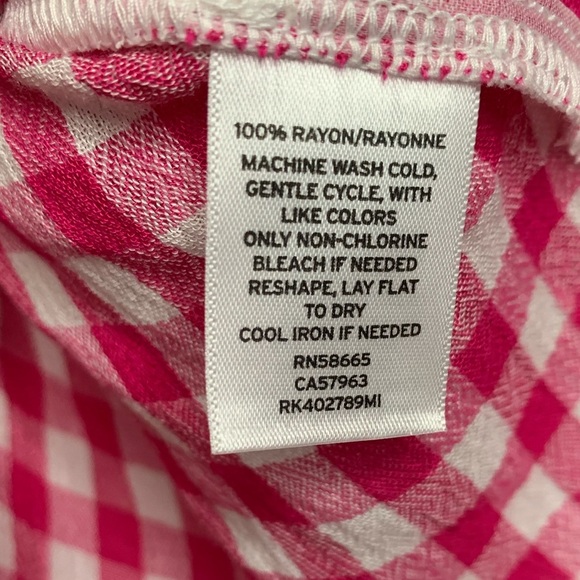 100% RAYON/RAYONNE
MACHINE WASH COLD,
GENTLE CYCLE, WITH
LIKE COLORS
ONLY NON-CHLORINE
BLEACH IF NEEDED
RESHAPE, LAY FLAT
TO DRY
COOL IRON IF NEEDED
RN58665
CA57963
RK402789MI